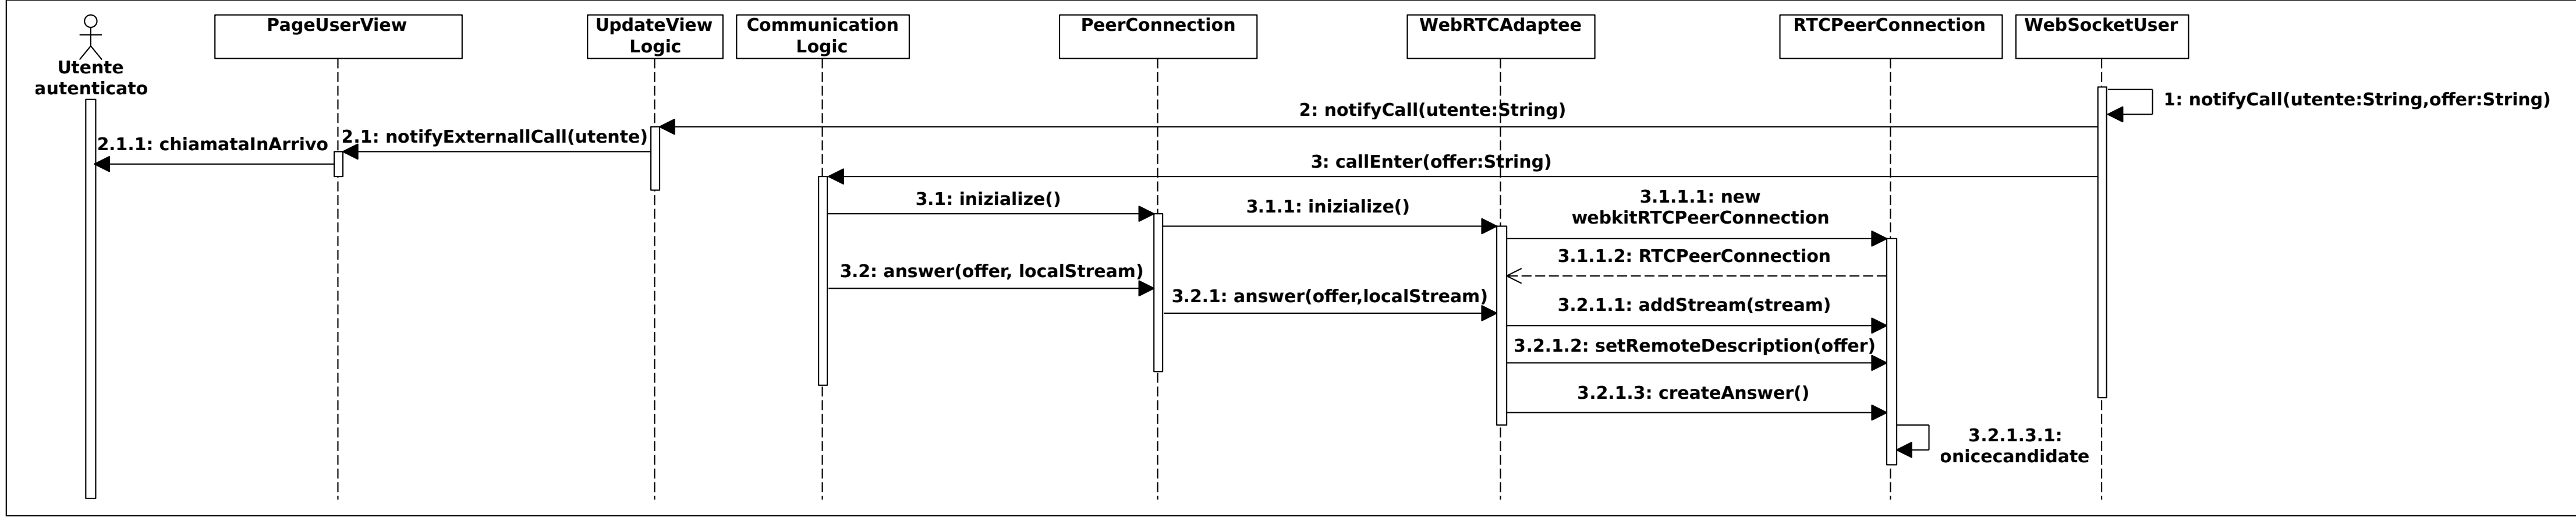 PageUserView
UpdateView
Logic
Communication
Logic
PeerConnection
WebRTCAdaptee
RTCPeerConnection
WebSocketUser
Utente
autenticato
1: notifyCall(utente:String,offer:String)
2: notifyCall(utente:String)
2.1: notifyExternallCall(utente)
2.1.1: chiamataInArrivo
3: callEnter(offer:String)
3.1: inizialize()
3.1.1: inizialize()
3.1.1.1: new
webkitRTCPeerConnection
3.1.1.2: RTCPeerConnection
3.2: answer(offer, localStream)
3.2.1: answer(offer,localStream)
3.2.1.1: addStream(stream)
3.2.1.2: setRemoteDescription(offer)
3.2.1.3: createAnswer()
3.2.1.3.1:
onicecandidate